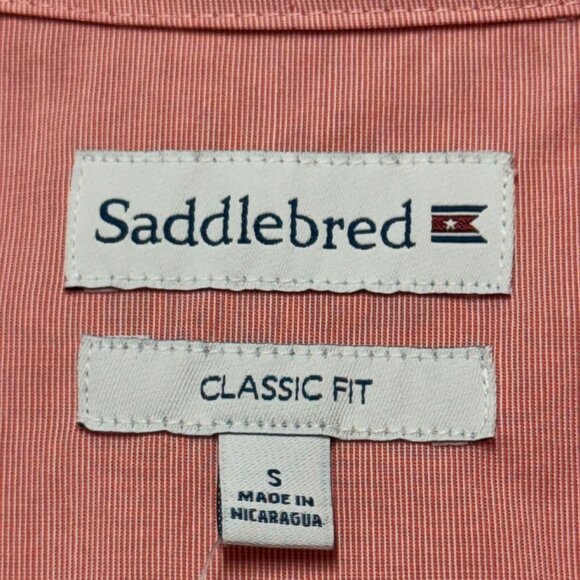 Saddlebred
CLASSIC FIT
S
MADE IN
NICARAGUA